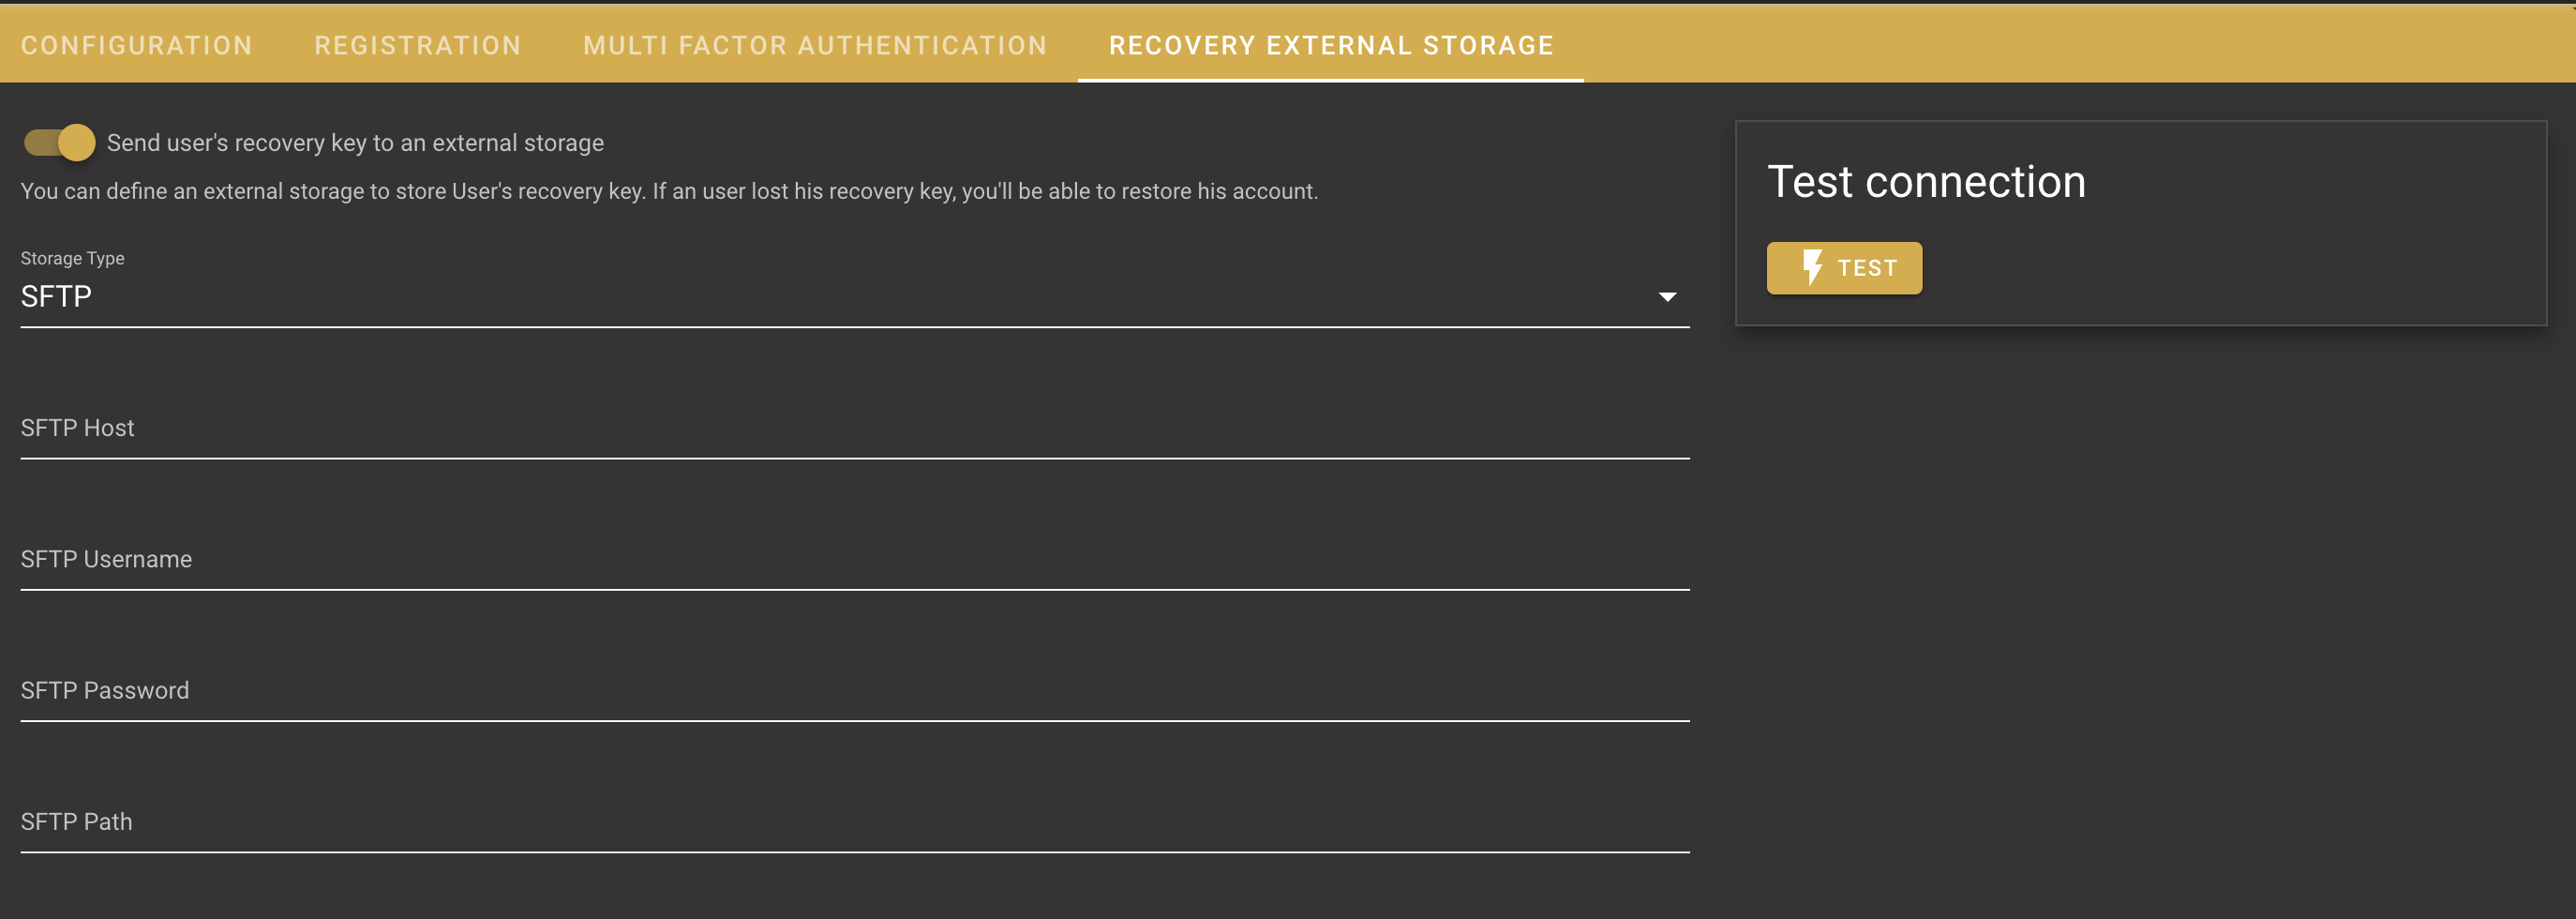 CONFIGURATION REGISTRATION MULTI FACTOR AUTHENTICATION RECOVERY EXTERNAL STORAGE
Send user's recovery key to an external storage
You can define an external storage to store User's recovery key. If an user lost his recovery key, you'll be able to restore his account.
Storage Type
SFTP
SFTP Host
SFTP Username
SFTP Password
SFTP Path
Test connection
TEST